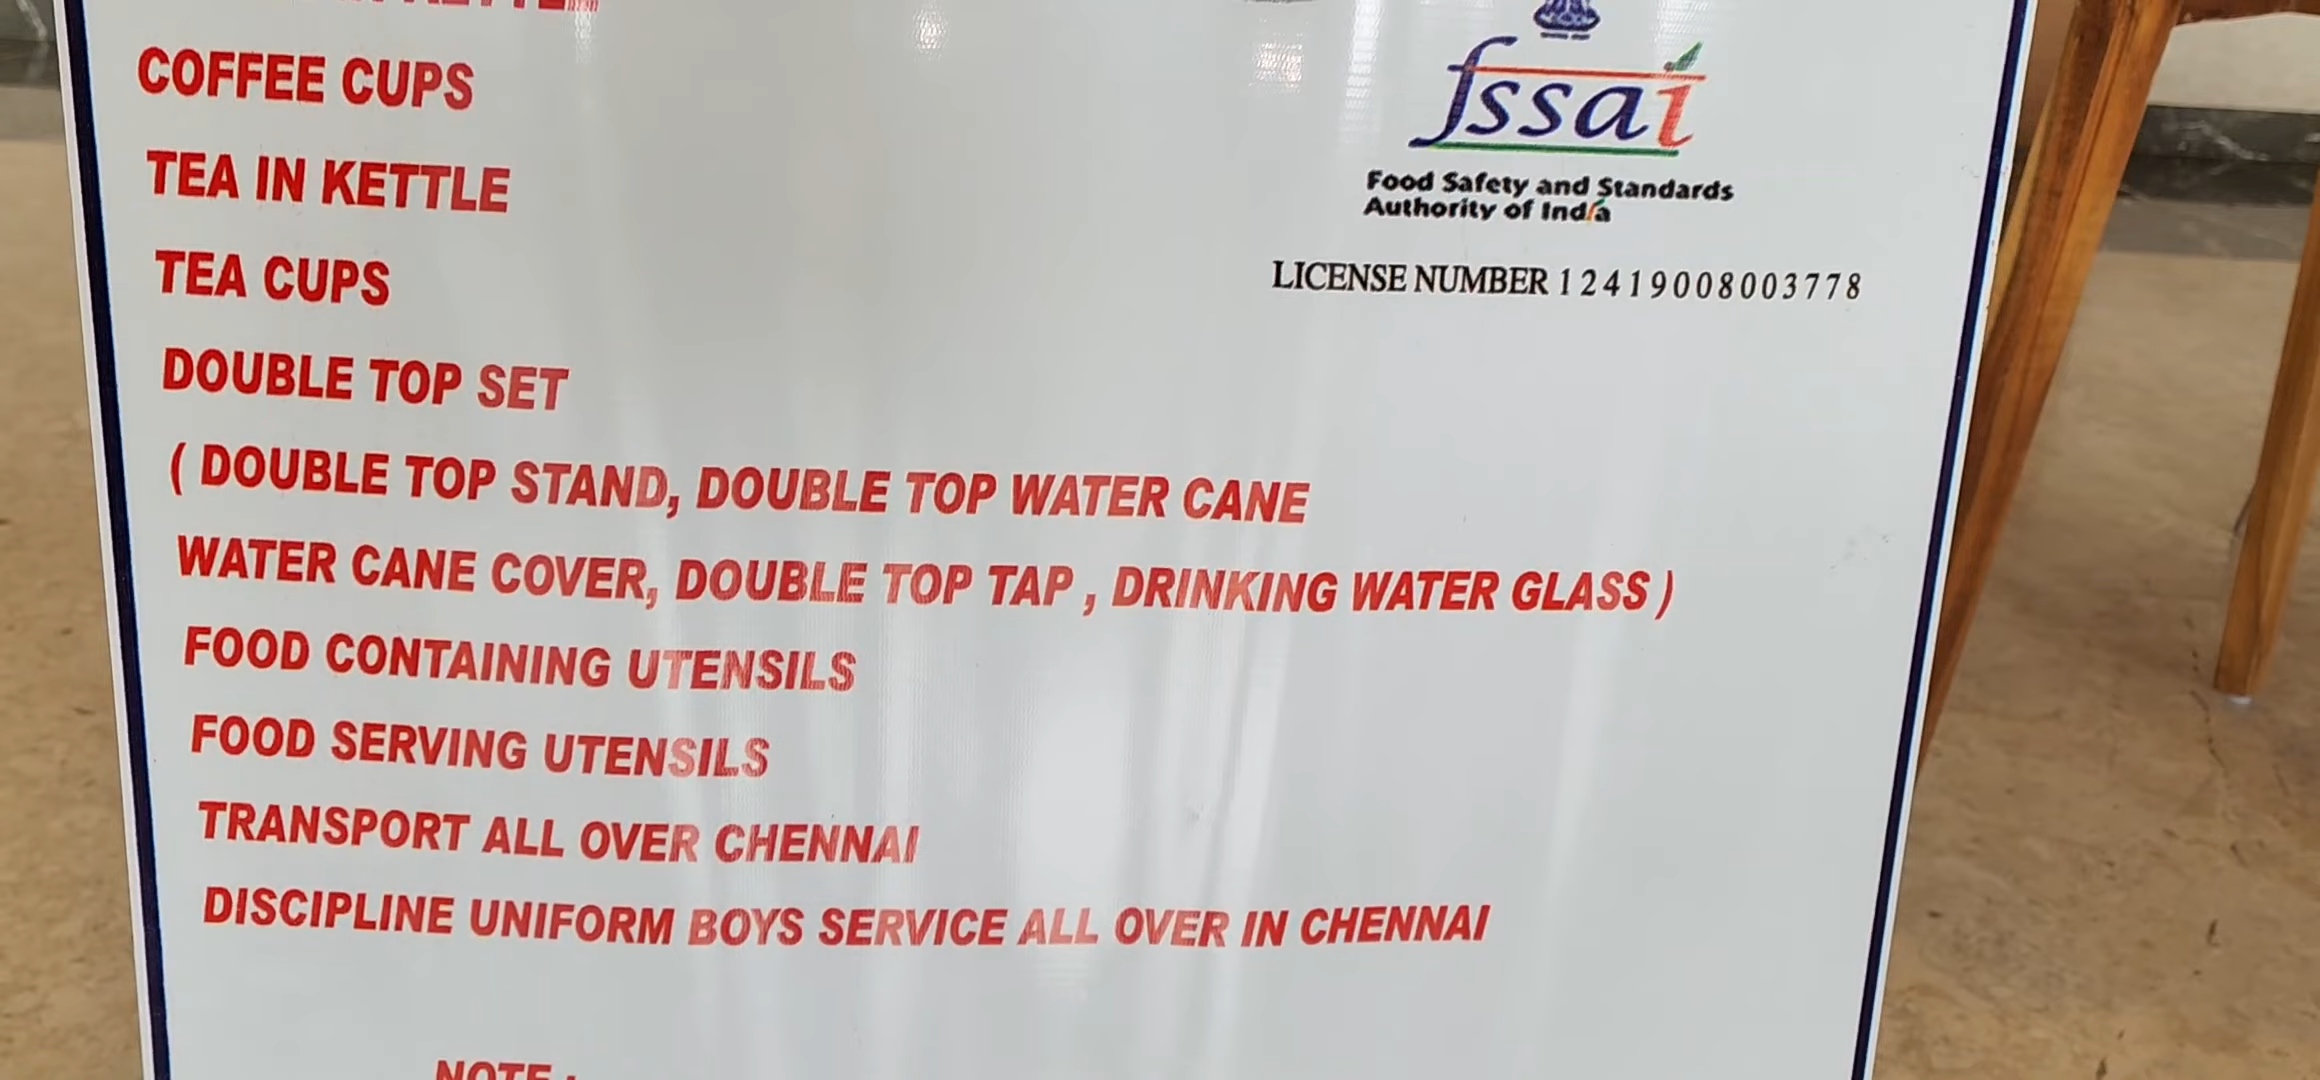 COFFEE CUPS
TEA IN KETTLE
TEA CUPS
DOUBLE TOP SET
( DOUBLE TOP STAND, DOUBLE TOP WATER CANE
WATER CANE COVER, DOUBLE TOP TAP , DRINKING WATER GLASS )
FOOD CONTAINING UTENSILS
FOOD SERVING UTENSILS
TRANSPORT ALL OVER CHENNAI
DISCIPLINE UNIFORM BOYS SERVICE ALL OVER IN CHENNAI
NOTE :
fssai
Food Safety and Standards
Authority of India
LICENSE NUMBER 12419008003778